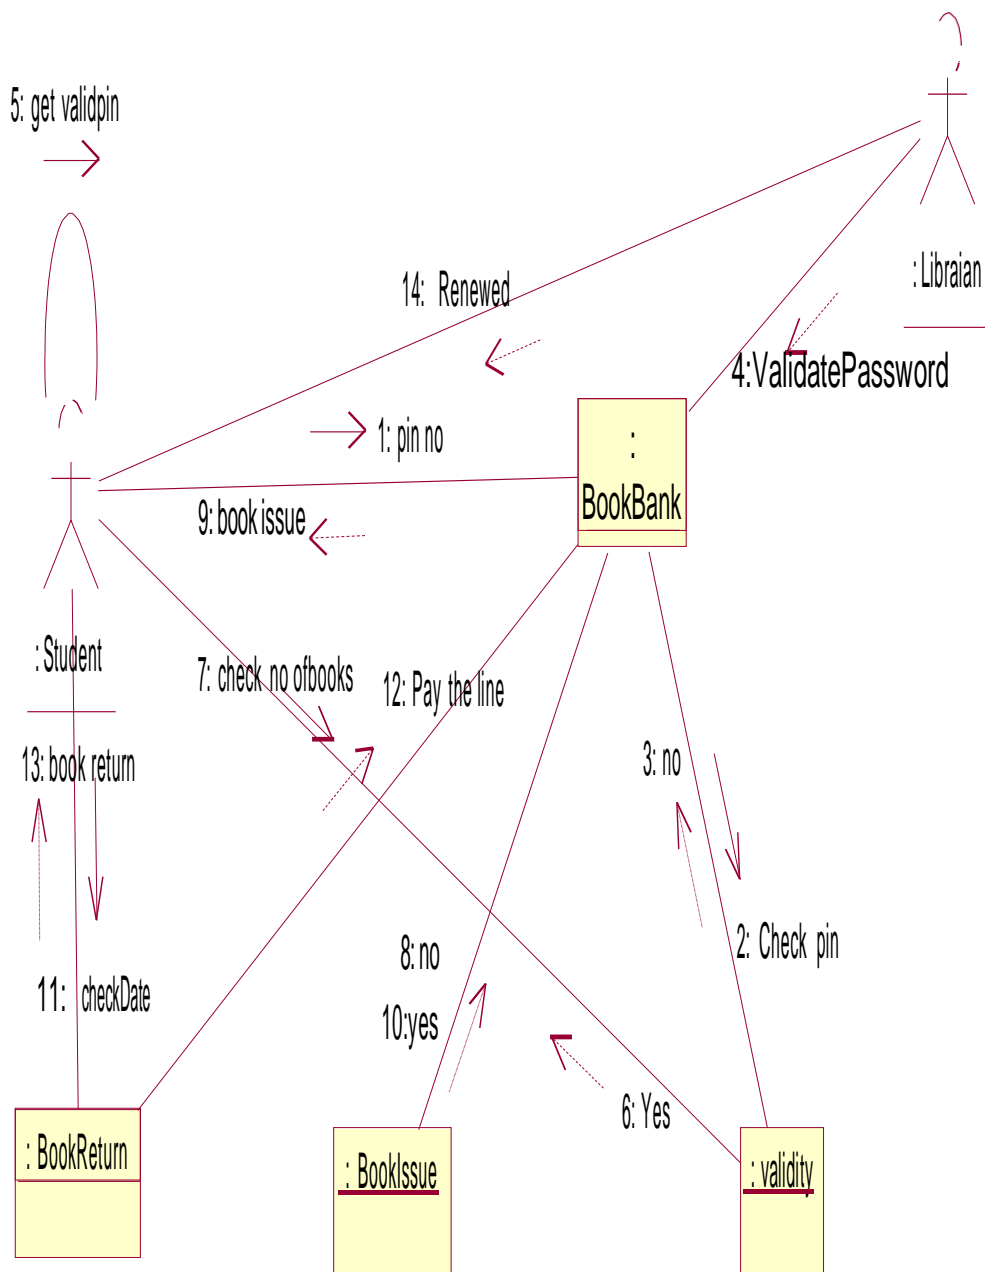 5: get validpin
: Libraian
14: Renewed
4:ValidatePassword
1: pin no
:
BookBank
9: book issue
: Student
7: check no ofbooks
12: Pay the line
13: book return
3: no
2: Check pin
8: no
11: checkDate
10:yes
6: Yes
: BookReturn
: BookIssue
: validity